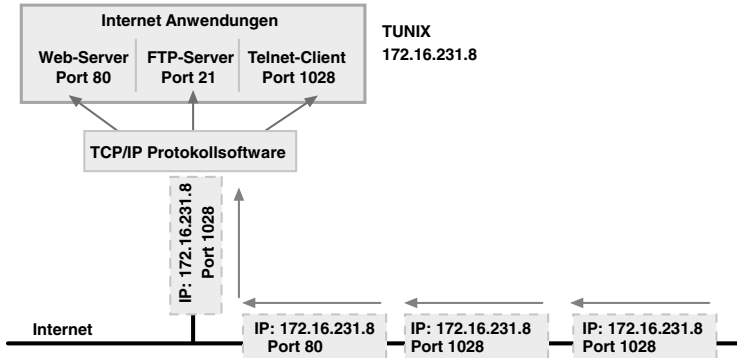 Internet Anwendungen
Web-Server
Port 80
FTP-Server
Port 21
Telnet-Client
Port 1028
TUNIX
172.16.231.8
TCP/IP Protokollsoftware
IP: 172.16.231.8
Port 1028
Internet
IP: 172.16.231.8
Port 80
IP: 172.16.231.8
Port 1028
IP: 172.16.231.8
Port 1028